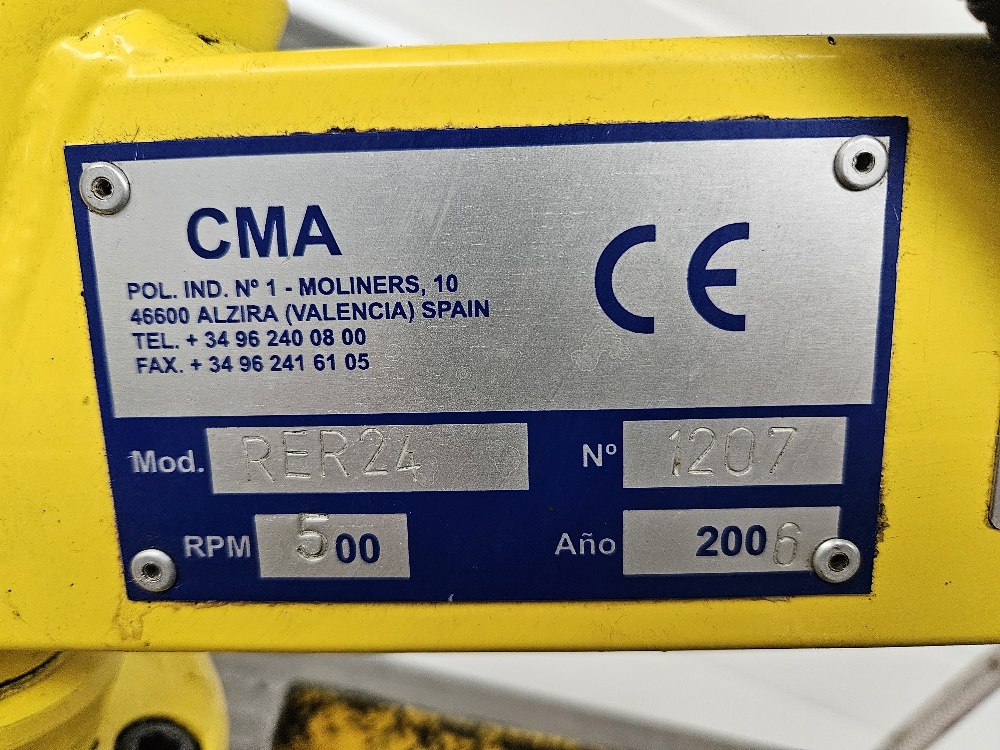 CMA
CE
POL. IND. Nº 1 - MOLINERS, 10
46600 ALZIRA (VALENCIA) SPAIN
TEL. + 34 96 240 08 00
FAX. + 34 96 241 61 05
Mod. RER24 Nº 1207
RPM 500 Año 2006